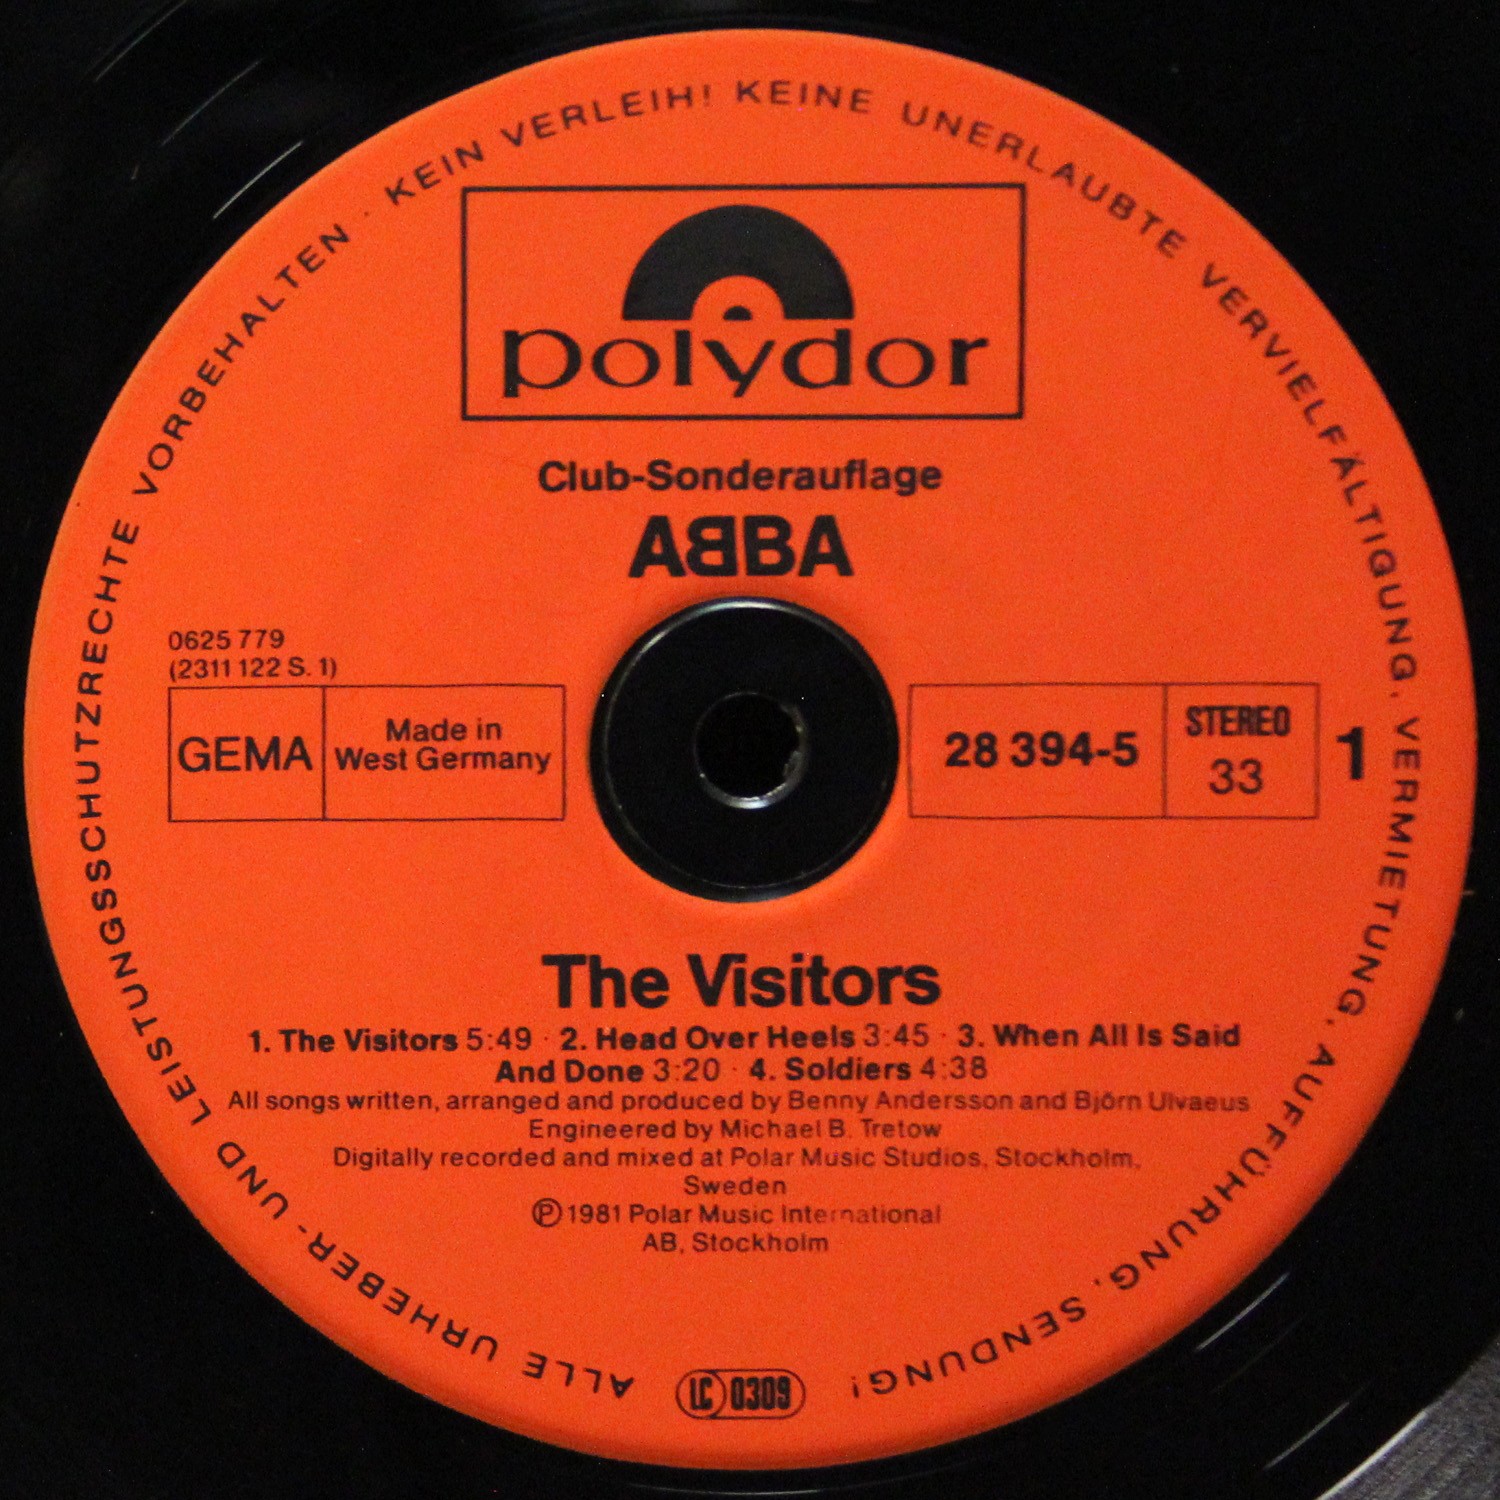 ALLE URHEBER- UND LEISTUNGSSCHUTZRECHTE VORBEHALTEN · KEIN VERLEIH! KEINE UNERLAUBTE VERVIELFÄLTIGUNG, VERMIETUNG, AUFFÜHRUNG, SENDUNG!
polydor
Club-Sonderauflage
ABBA
0625 779
(2311 122 S. 1)
GEMA
Made in
West Germany
28 394-5
STEREO
33
1
The Visitors
1. The Visitors 5:49 · 2. Head Over Heels 3:45 · 3. When All Is Said
And Done 3:20 · 4. Soldiers 4:38
All songs written, arranged and produced by Benny Andersson and Björn Ulvaeus
Engineered by Michael B. Tretow
Digitally recorded and mixed at Polar Music Studios, Stockholm,
Sweden
Ⓟ 1981 Polar Music International
AB, Stockholm
LC 0309